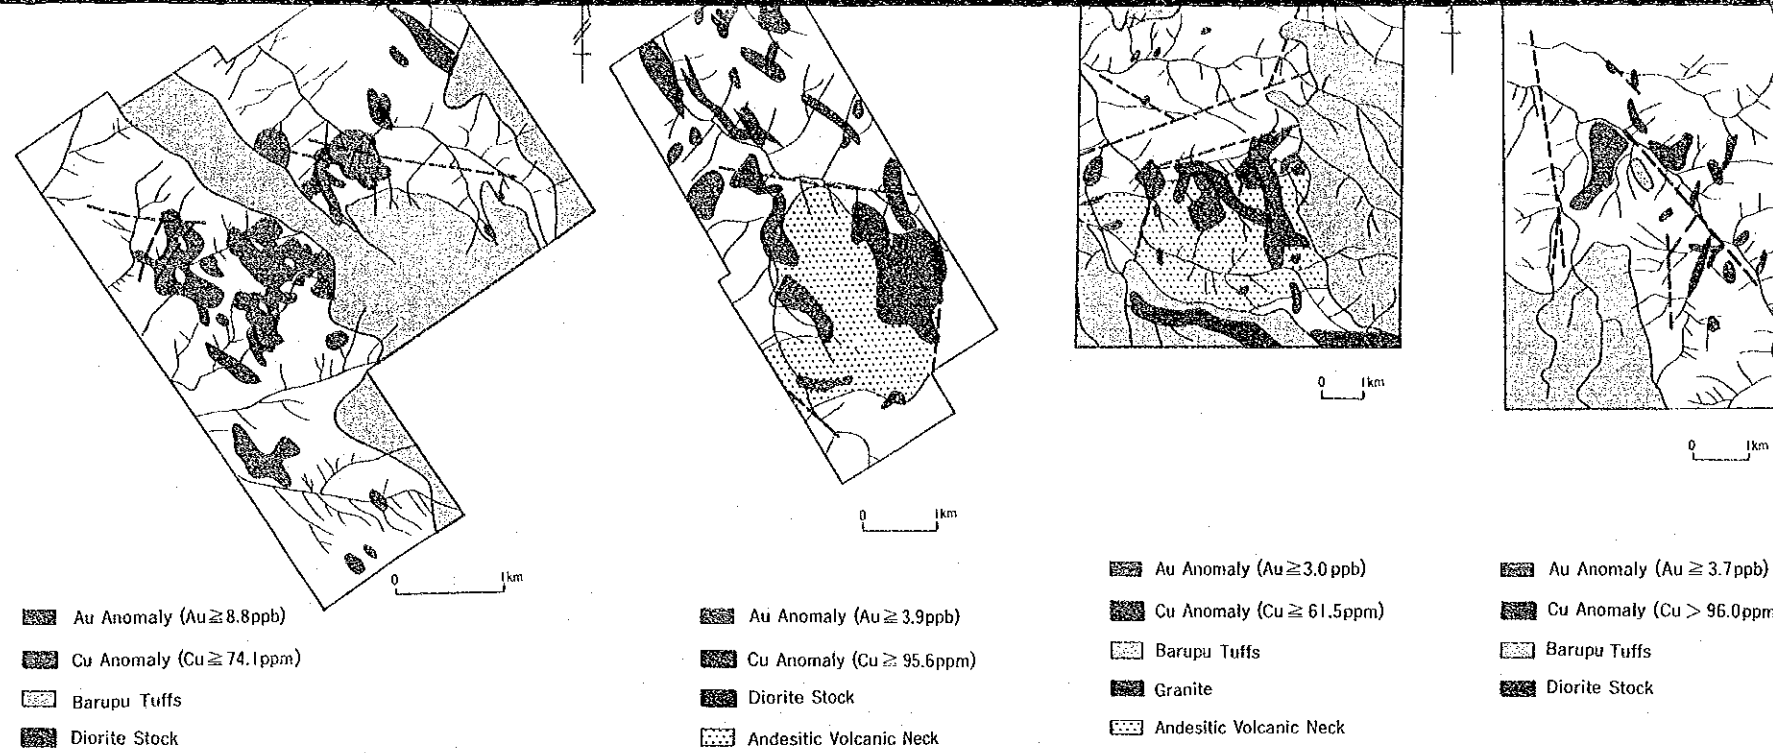 0 1km
Au Anomaly (Au≧8.8ppb)
Cu Anomaly (Cu≧74.1ppm)
Barupu Tuffs
Diorite Stock
0 1km
Au Anomaly (Au≧3.9ppb)
Cu Anomaly (Cu≧95.6ppm)
Diorite Stock
Andesitic Volcanic Neck
0 1km
Au Anomaly (Au≧3.0ppb)
Cu Anomaly (Cu≧61.5ppm)
Barupu Tuffs
Granite
Andesitic Volcanic Neck
0 1km
Au Anomaly (Au≧3.7ppb)
Cu Anomaly (Cu>96.0ppm
Barupu Tuffs
Diorite Stock